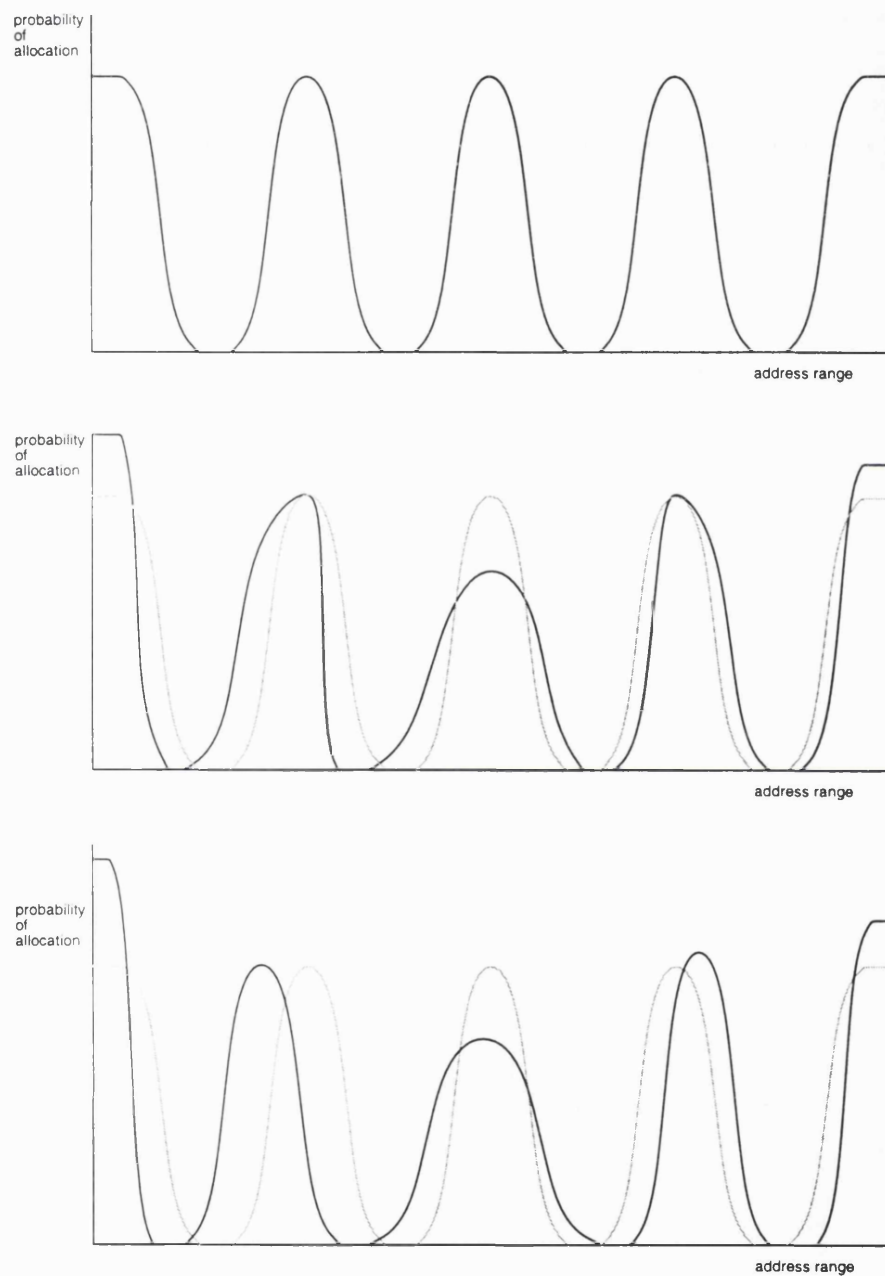 probability
of
allocation
address range
probability
of
allocation
address range
probability
of
allocation
address range